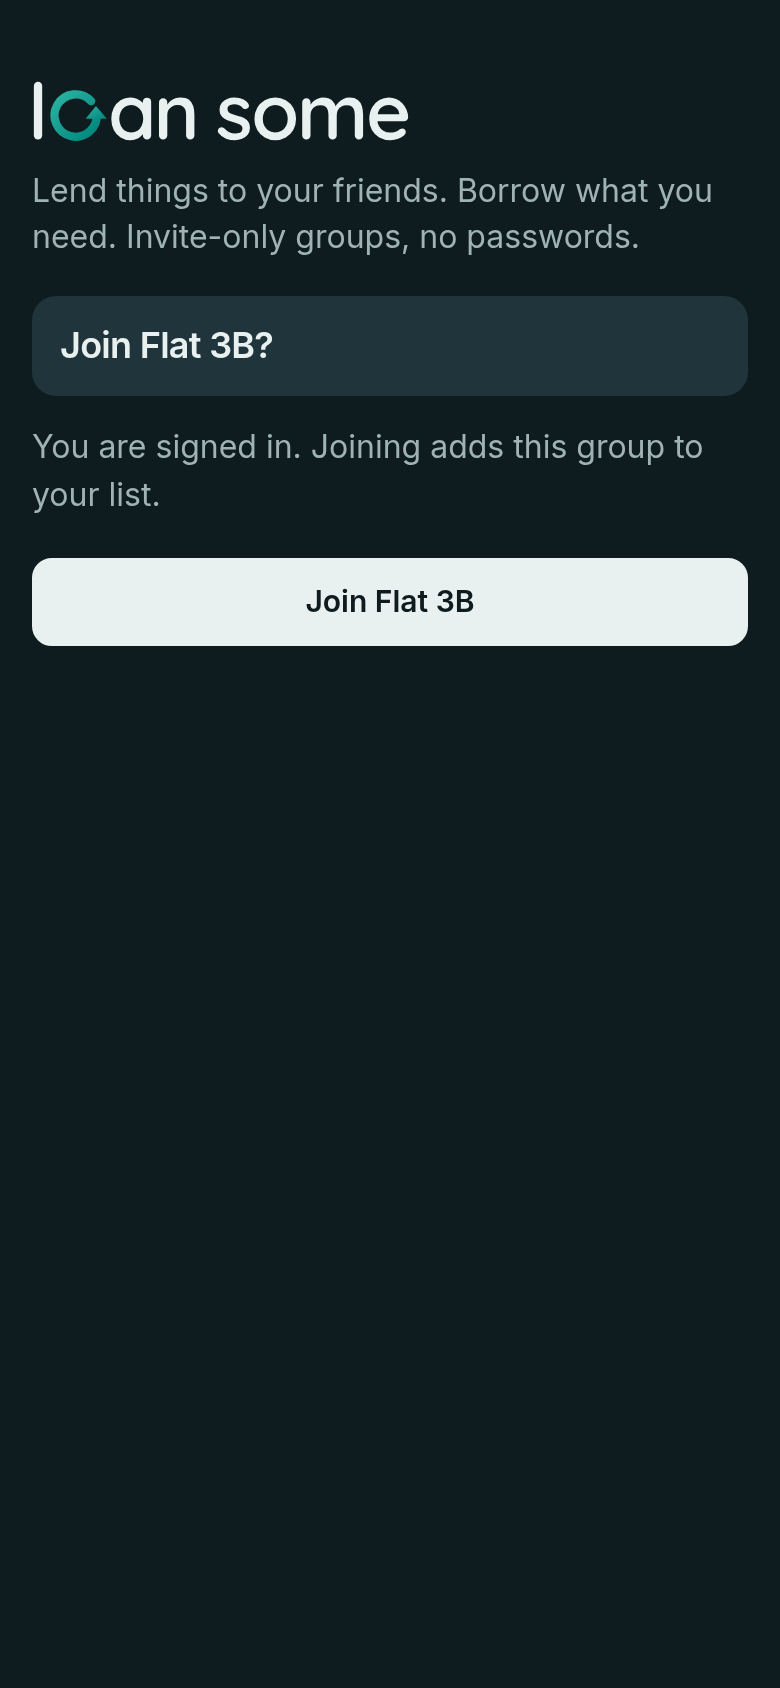 loan some
Lend things to your friends. Borrow what you
need. Invite-only groups, no passwords.
Join Flat 3B?
You are signed in. Joining adds this group to
your list.
Join Flat 3B